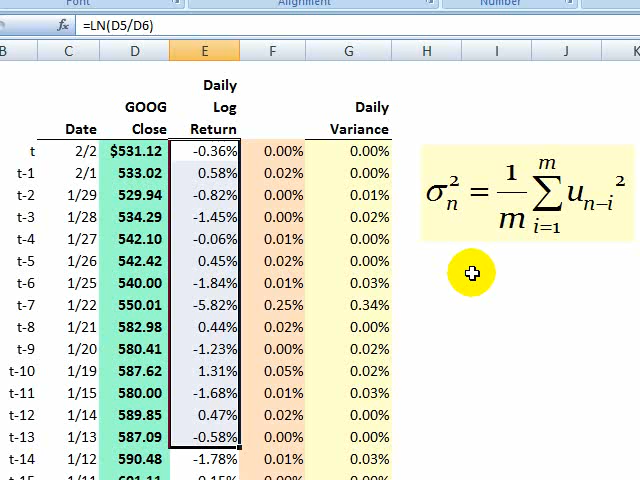 Font Alignment Number
fx =LN(D5/D6)
B C D E F G H I J K
Daily
GOOG Log Daily
Date Close Return Variance
t 2/2 $531.12 -0.36% 0.00% 0.00%
t-1 2/1 533.02 0.58% 0.02% 0.00%
t-2 1/29 529.94 -0.82% 0.00% 0.01%
t-3 1/28 534.29 -1.45% 0.00% 0.02%
t-4 1/27 542.10 -0.06% 0.01% 0.00%
t-5 1/26 542.42 0.45% 0.02% 0.00%
t-6 1/25 540.00 -1.84% 0.01% 0.03%
t-7 1/22 550.01 -5.82% 0.25% 0.34%
t-8 1/21 582.98 0.44% 0.02% 0.00%
t-9 1/20 580.41 -1.23% 0.00% 0.02%
t-10 1/19 587.62 1.31% 0.05% 0.02%
t-11 1/15 580.00 -1.68% 0.01% 0.03%
t-12 1/14 589.85 0.47% 0.02% 0.00%
t-13 1/13 587.09 -0.58% 0.00% 0.00%
t-14 1/12 590.48 -1.78% 0.01% 0.03%
σ²ₙ = 1/m ∑ᵐᵢ₌₁ uₙ₋ᵢ²